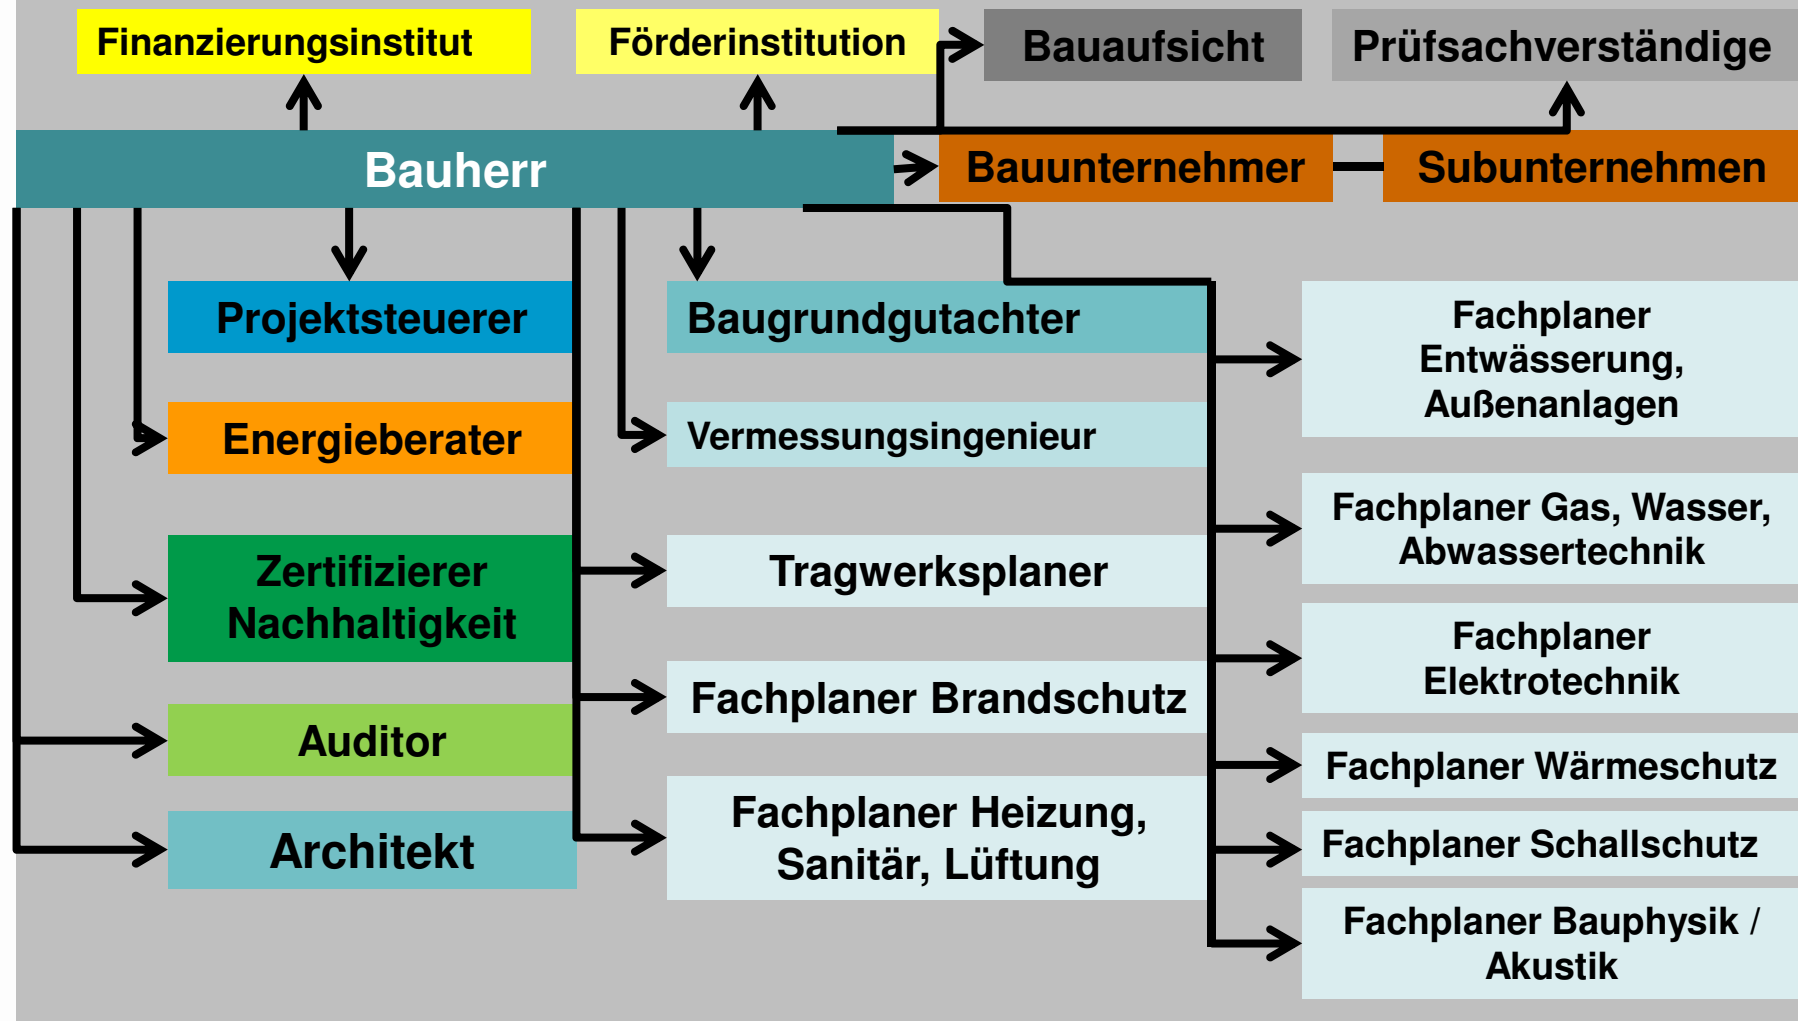 Finanzierungsinstitut
Förderinstitution
Bauaufsicht
Prüfsachverständige
Bauherr
Bauunternehmer
Subunternehmen
Projektsteuerer
Energieberater
Zertifizierer
Nachhaltigkeit
Auditor
Architekt
Baugrundgutachter
Vermessungsingenieur
Tragwerksplaner
Fachplaner Brandschutz
Fachplaner Heizung,
Sanitär, Lüftung
Fachplaner
Entwässerung,
Außenanlagen
Fachplaner Gas, Wasser,
Abwassertechnik
Fachplaner
Elektrotechnik
Fachplaner Wärmeschutz
Fachplaner Schallschutz
Fachplaner Bauphysik /
Akustik